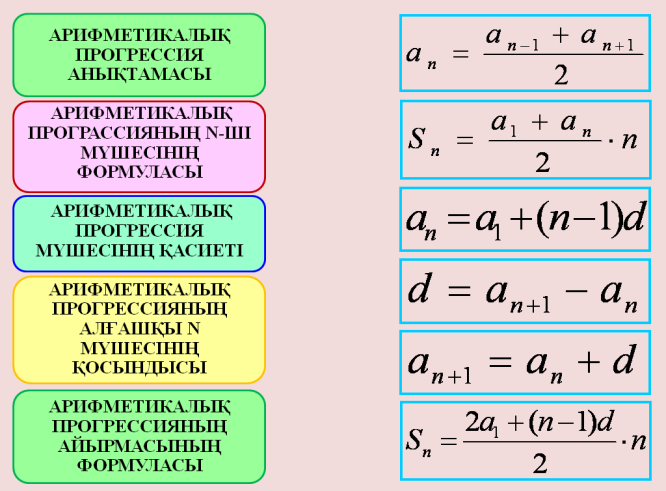 АРИФМЕТИКАЛЫҚ
ПРОГРЕССИЯ
АНЫҚТАМАСЫ
АРИФМЕТИКАЛЫҚ
ПРОГРАССИЯНЫҢ N-ШІ
МҮШЕСІНІҢ
ФОРМУЛАСЫ
АРИФМЕТИКАЛЫҚ
ПРОГРЕССИЯ
МҮШЕСІНІҢ ҚАСИЕТІ
АРИФМЕТИКАЛЫҚ
ПРОГРЕССИЯНЫҢ
АЛҒАШҚЫ N
МҮШЕСІНІҢ
ҚОСЫНДЫСЫ
АРИФМЕТИКАЛЫҚ
ПРОГРЕССИЯНЫҢ
АЙЫРМАСЫНЫҢ
ФОРМУЛАСЫ
a_n = (a_{n-1} + a_{n+1}) / 2
S_n = (a_1 + a_n) / 2 · n
a_n = a_1 + (n−1)d
d = a_{n+1} − a_n
a_{n+1} = a_n + d
S_n = (2a_1 + (n−1)d) / 2 · n